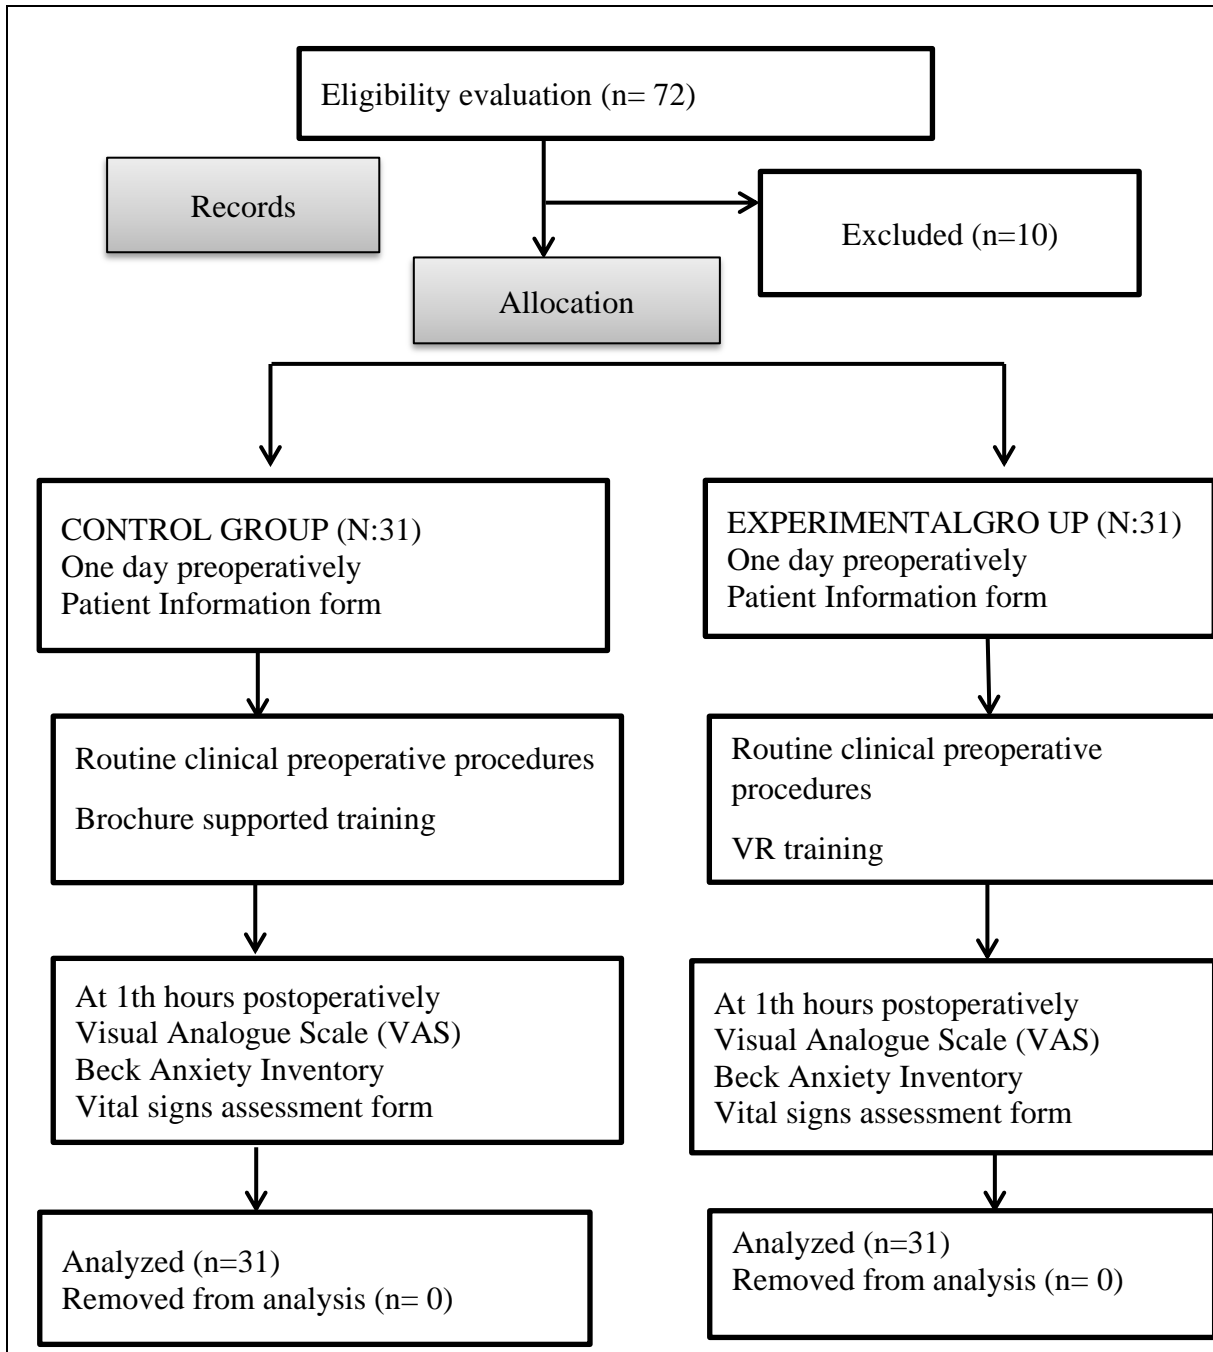 Eligibility evaluation (n= 72)
Records
Excluded (n=10)
Allocation
CONTROL GROUP (N:31)
One day preoperatively
Patient Information form
EXPERIMENTALGRO UP (N:31)
One day preoperatively
Patient Information form
Routine clinical preoperative procedures
Brochure supported training
Routine clinical preoperative
procedures
VR training
At 1th hours postoperatively
Visual Analogue Scale (VAS)
Beck Anxiety Inventory
Vital signs assessment form
At 1th hours postoperatively
Visual Analogue Scale (VAS)
Beck Anxiety Inventory
Vital signs assessment form
Analyzed (n=31)
Removed from analysis (n= 0)
Analyzed (n=31)
Removed from analysis (n= 0)